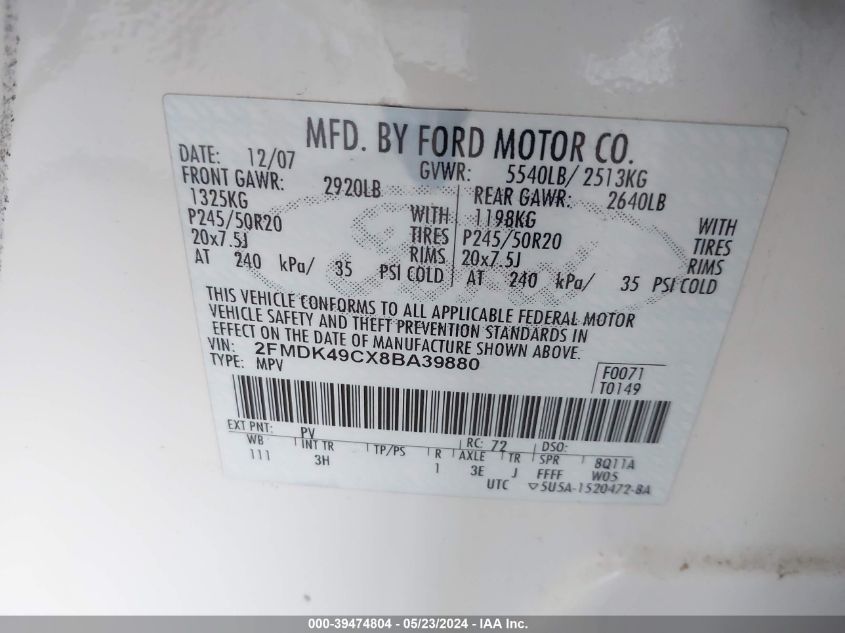 MFD. BY FORD MOTOR CO.
DATE: 12/07 GVWR: 5540LB/ 2513KG
FRONT GAWR: 2920LB REAR GAWR: 2640LB
1325KG WITH 1198KG WITH
P245/50R20 TIRES P245/50R20 TIRES
20x7.5J RIMS 20x7.5J RIMS
AT 240 kPa/ 35 PSI COLD AT 240 kPa/ 35 PSI COLD
THIS VEHICLE CONFORMS TO ALL APPLICABLE FEDERAL MOTOR
VEHICLE SAFETY AND THEFT PREVENTION STANDARDS IN
EFFECT ON THE DATE OF MANUFACTURE SHOWN ABOVE.
VIN: 2FMDK49CX8BA39880
TYPE: MPV F0071
T0149
EXT PNT: PV RC: 72 DSO:
WB INT TR TP/PS R AXLE TR SPR 8Q11A
111 3H 1 3E J FFFF W05
UTC ▽5U5A-1520472-BA
000-39474804 - 05/23/2024 - IAA Inc.